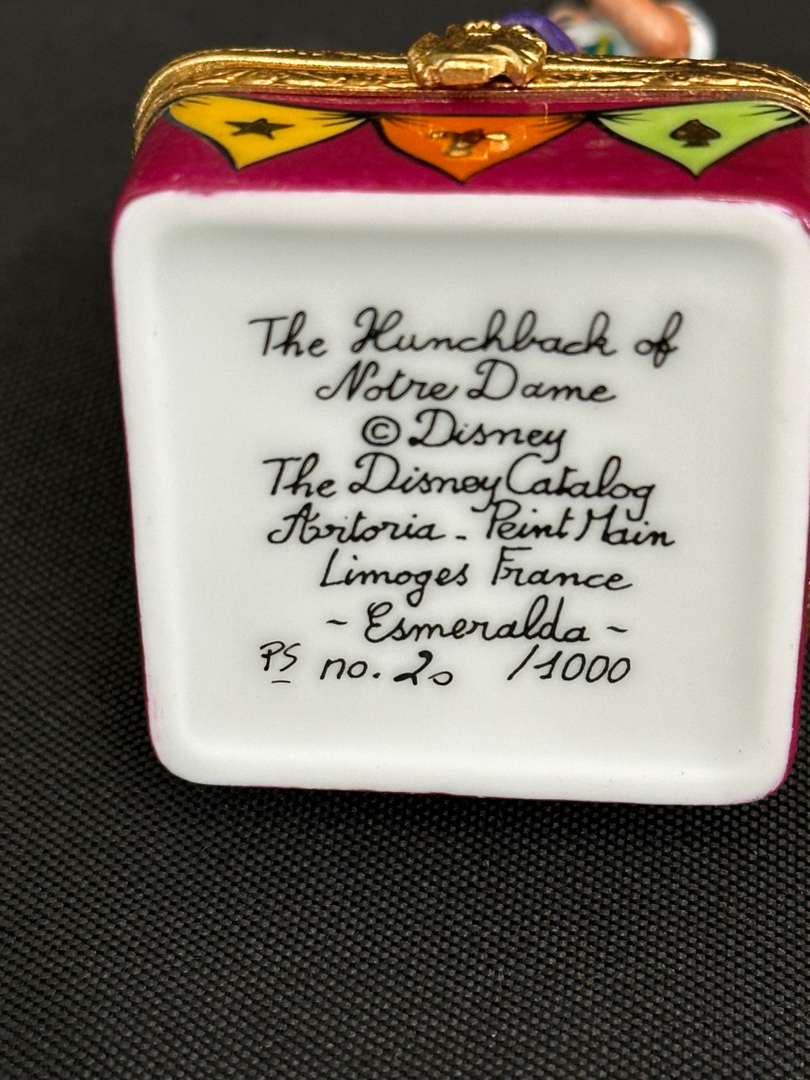 The Hunchback of
Notre Dame
© Disney
The Disney Catalog
Artoria - Peint Main
Limoges France
~ Esmeralda ~
PS no. 20 /1000